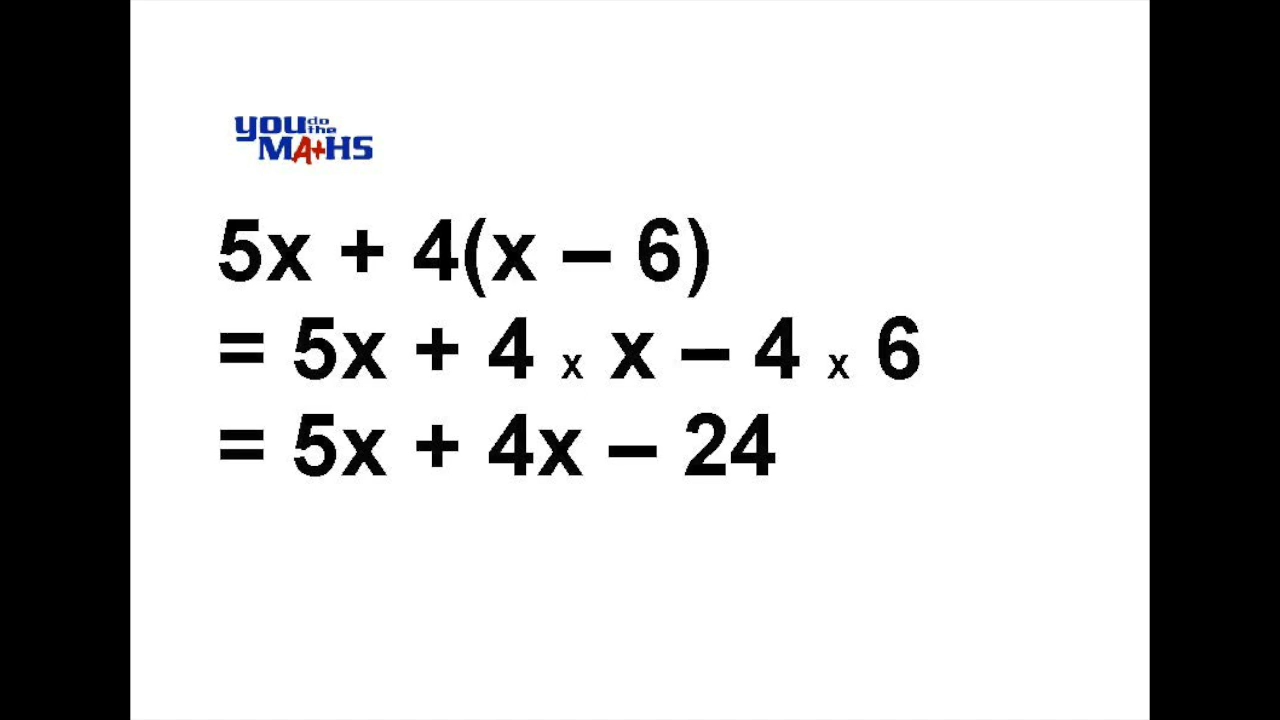 you do the
MA+HS
5x + 4(x – 6)
= 5x + 4 x x – 4 x 6
= 5x + 4x – 24